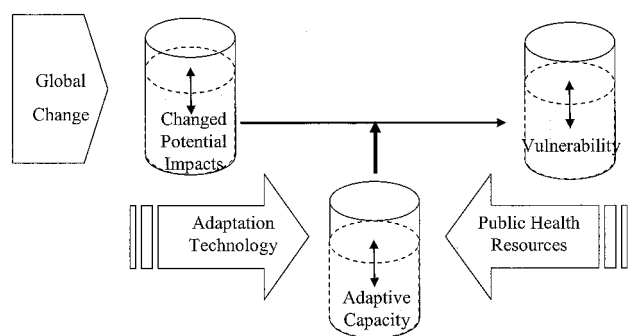 Global
Change
Changed
Potential
Impacts
Vulnerability
Adaptation
Technology
Public Health
Resources
Adaptive
Capacity